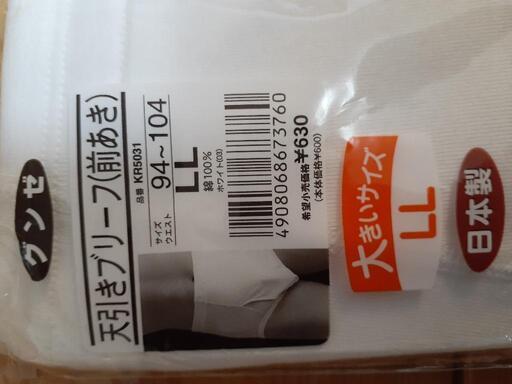 グンゼ
天引きブリーフ(前あき)
品番 KR5031
サイズ
ウエスト 94~104
LL
綿100%
ホワイト(03)
4908068673760
希望小売価格¥630
(本体価格¥600)
大きいサイズ
LL
日本製